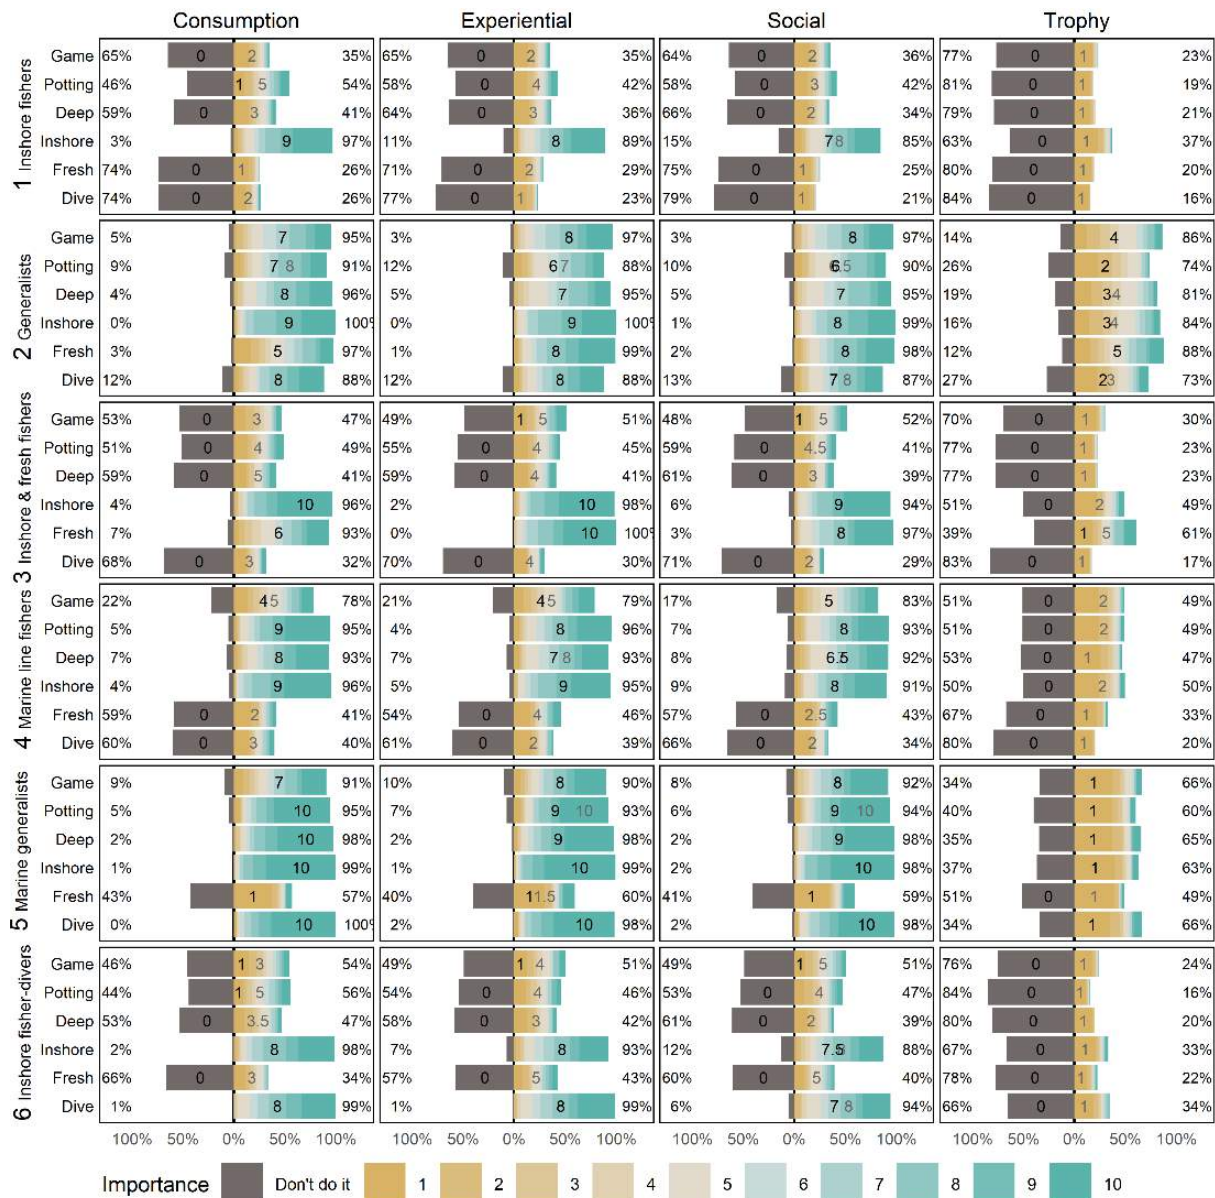 Consumption Experiential Social Trophy
1 Inshore fishers
Game 65% 0 2 35% 65% 0 2 35% 64% 0 2 36% 77% 0 1 23%
Potting 46% 1 5 54% 58% 0 4 42% 58% 0 3 42% 81% 0 1 19%
Deep 59% 0 3 41% 64% 0 3 36% 66% 0 2 34% 79% 0 1 21%
Inshore 3% 9 97% 11% 8 89% 15% 7 8 85% 63% 0 1 37%
Fresh 74% 0 1 26% 71% 0 2 29% 75% 0 1 25% 80% 0 1 20%
Dive 74% 0 2 26% 77% 0 1 23% 79% 0 1 21% 84% 0 1 16%
2 Generalists
Game 5% 7 95% 3% 8 97% 3% 8 97% 14% 4 86%
Potting 9% 7 8 91% 12% 6 7 88% 10% 6 6.5 90% 26% 2 74%
Deep 4% 8 96% 5% 7 95% 5% 7 95% 19% 3 4 81%
Inshore 0% 9 100% 0% 9 100% 1% 8 99% 16% 3 4 84%
Fresh 3% 5 97% 1% 8 99% 2% 8 98% 12% 5 88%
Dive 12% 8 88% 12% 8 88% 13% 7 8 87% 27% 2 3 73%
3 Inshore & fresh fishers
Game 53% 0 3 47% 49% 1 5 51% 48% 1 5 52% 70% 0 1 30%
Potting 51% 0 4 49% 55% 0 4 45% 59% 0 4.5 41% 77% 0 1 23%
Deep 59% 0 5 41% 59% 0 4 41% 61% 0 3 39% 77% 0 1 23%
Inshore 4% 10 96% 2% 10 98% 6% 9 94% 51% 0 2 49%
Fresh 7% 6 93% 0% 10 100% 3% 8 97% 39% 1 5 61%
Dive 68% 0 3 32% 70% 0 4 30% 71% 0 2 29% 83% 0 1 17%
4 Marine line fishers
Game 22% 4 5 78% 21% 4 5 79% 17% 5 83% 51% 0 2 49%
Potting 5% 9 95% 4% 8 96% 7% 8 93% 51% 0 2 49%
Deep 7% 8 93% 7% 7 8 93% 8% 6.5 92% 53% 0 1 47%
Inshore 4% 9 96% 5% 9 95% 9% 8 91% 50% 0 2 50%
Fresh 59% 0 2 41% 54% 0 4 46% 57% 0 2.5 43% 67% 0 1 33%
Dive 60% 0 3 40% 61% 0 2 39% 66% 0 2 34% 80% 0 1 20%
5 Marine generalists
Game 9% 7 91% 10% 8 90% 8% 8 92% 34% 1 66%
Potting 5% 10 95% 7% 9 10 93% 6% 9 10 94% 40% 1 60%
Deep 2% 10 98% 2% 9 98% 2% 9 98% 35% 1 65%
Inshore 1% 10 99% 1% 10 99% 2% 10 98% 37% 1 63%
Fresh 43% 1 57% 40% 1 1.5 60% 41% 1 59% 51% 0 1 49%
Dive 0% 10 100% 2% 10 98% 2% 10 98% 34% 1 66%
6 Inshore fisher-divers
Game 46% 1 3 54% 49% 1 4 51% 49% 1 5 51% 76% 0 1 24%
Potting 44% 1 5 56% 54% 0 4 46% 53% 0 4 47% 84% 0 1 16%
Deep 53% 0 3.5 47% 58% 0 3 42% 61% 0 2 39% 80% 0 1 20%
Inshore 2% 8 98% 7% 8 93% 12% 7.5 88% 67% 0 1 33%
Fresh 66% 0 3 34% 57% 0 5 43% 60% 0 5 40% 78% 0 1 22%
Dive 1% 8 99% 1% 8 99% 6% 7 8 94% 66% 0 1 34%
100% 50% 0% 50% 100% 100% 50% 0% 50% 100% 100% 50% 0% 50% 100% 100% 50% 0% 50% 100%
Importance Don't do it 1 2 3 4 5 6 7 8 9 10